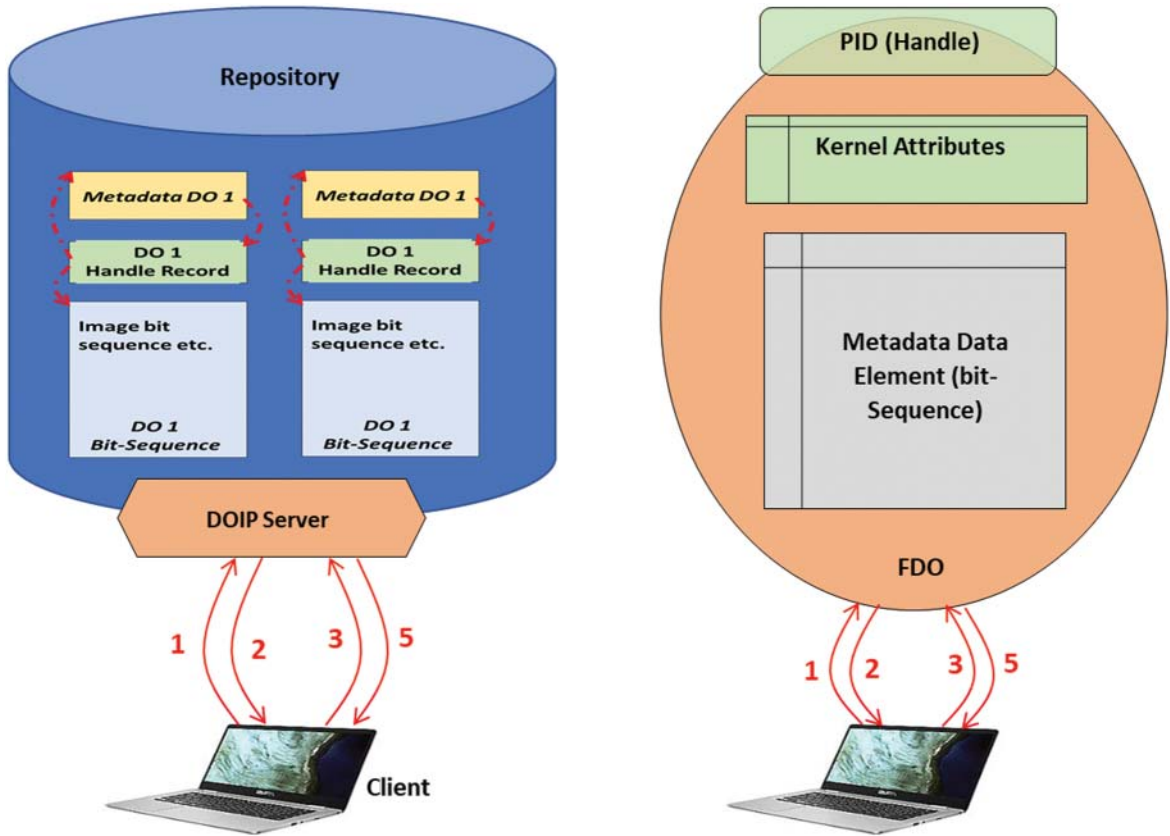 Repository
Metadata DO 1
DO 1
Handle Record
Image bit
sequence etc.
DO 1
Bit-Sequence
Metadata DO 1
DO 1
Handle Record
Image bit
sequence etc.
DO 1
Bit-Sequence
DOIP Server
1
2
3
5
Client
PID (Handle)
Kernel Attributes
Metadata Data
Element (bit-
Sequence)
FDO
1
2
3
5